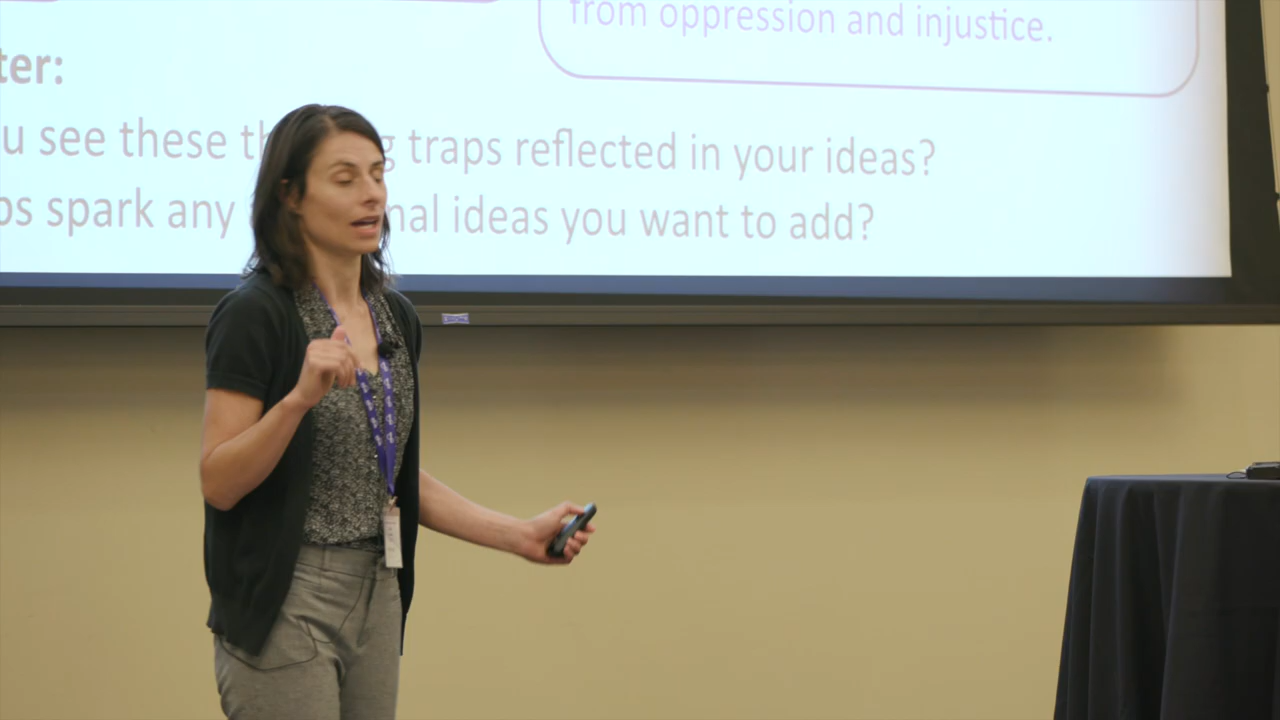 from oppression and injustice.
ter:
u see these th g traps reflected in your ideas?
ps spark any nal ideas you want to add?